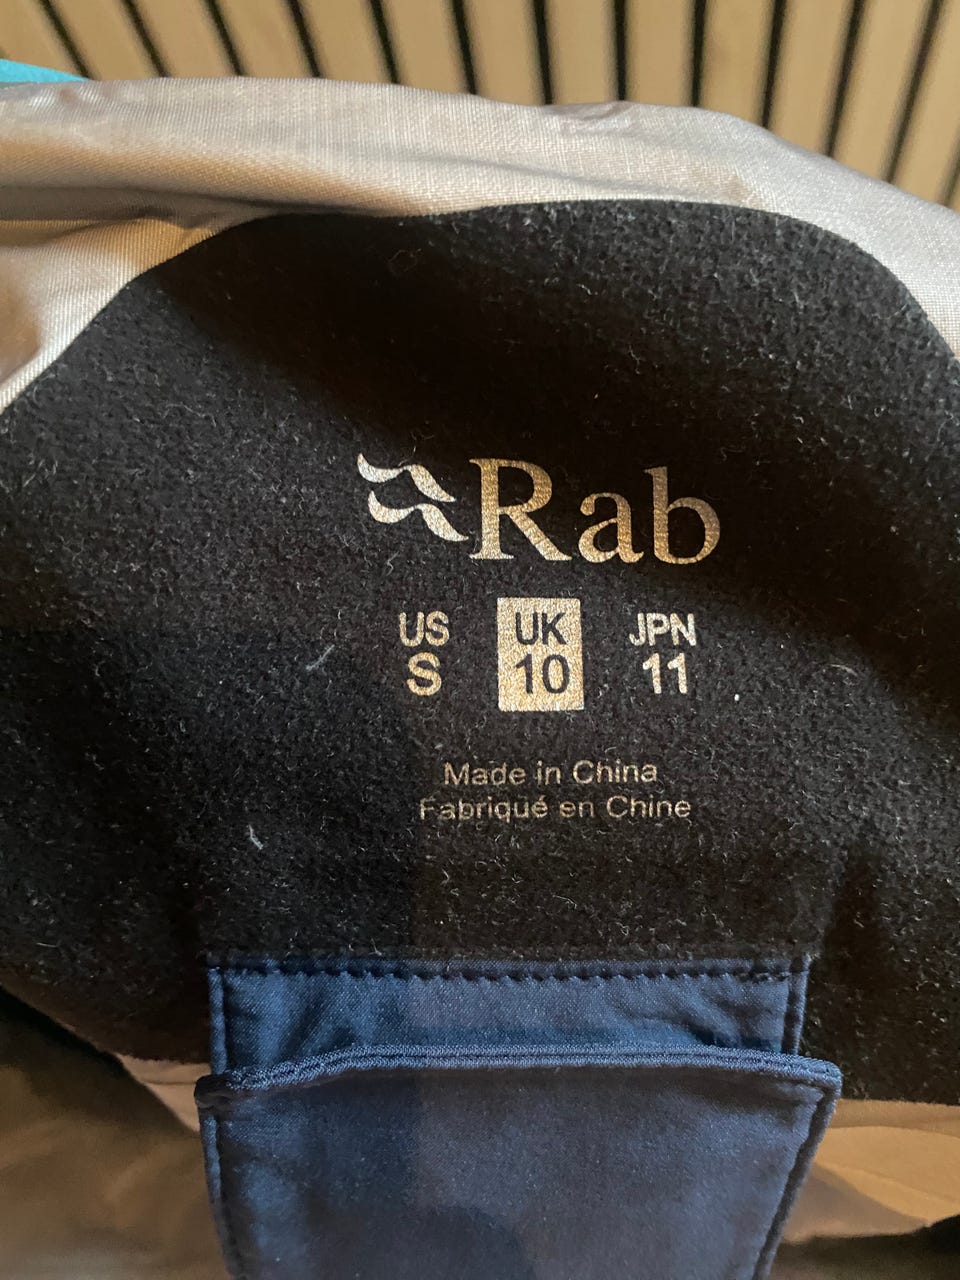 Rab
US UK JPN
S 10 11
Made in China
Fabriqué en Chine